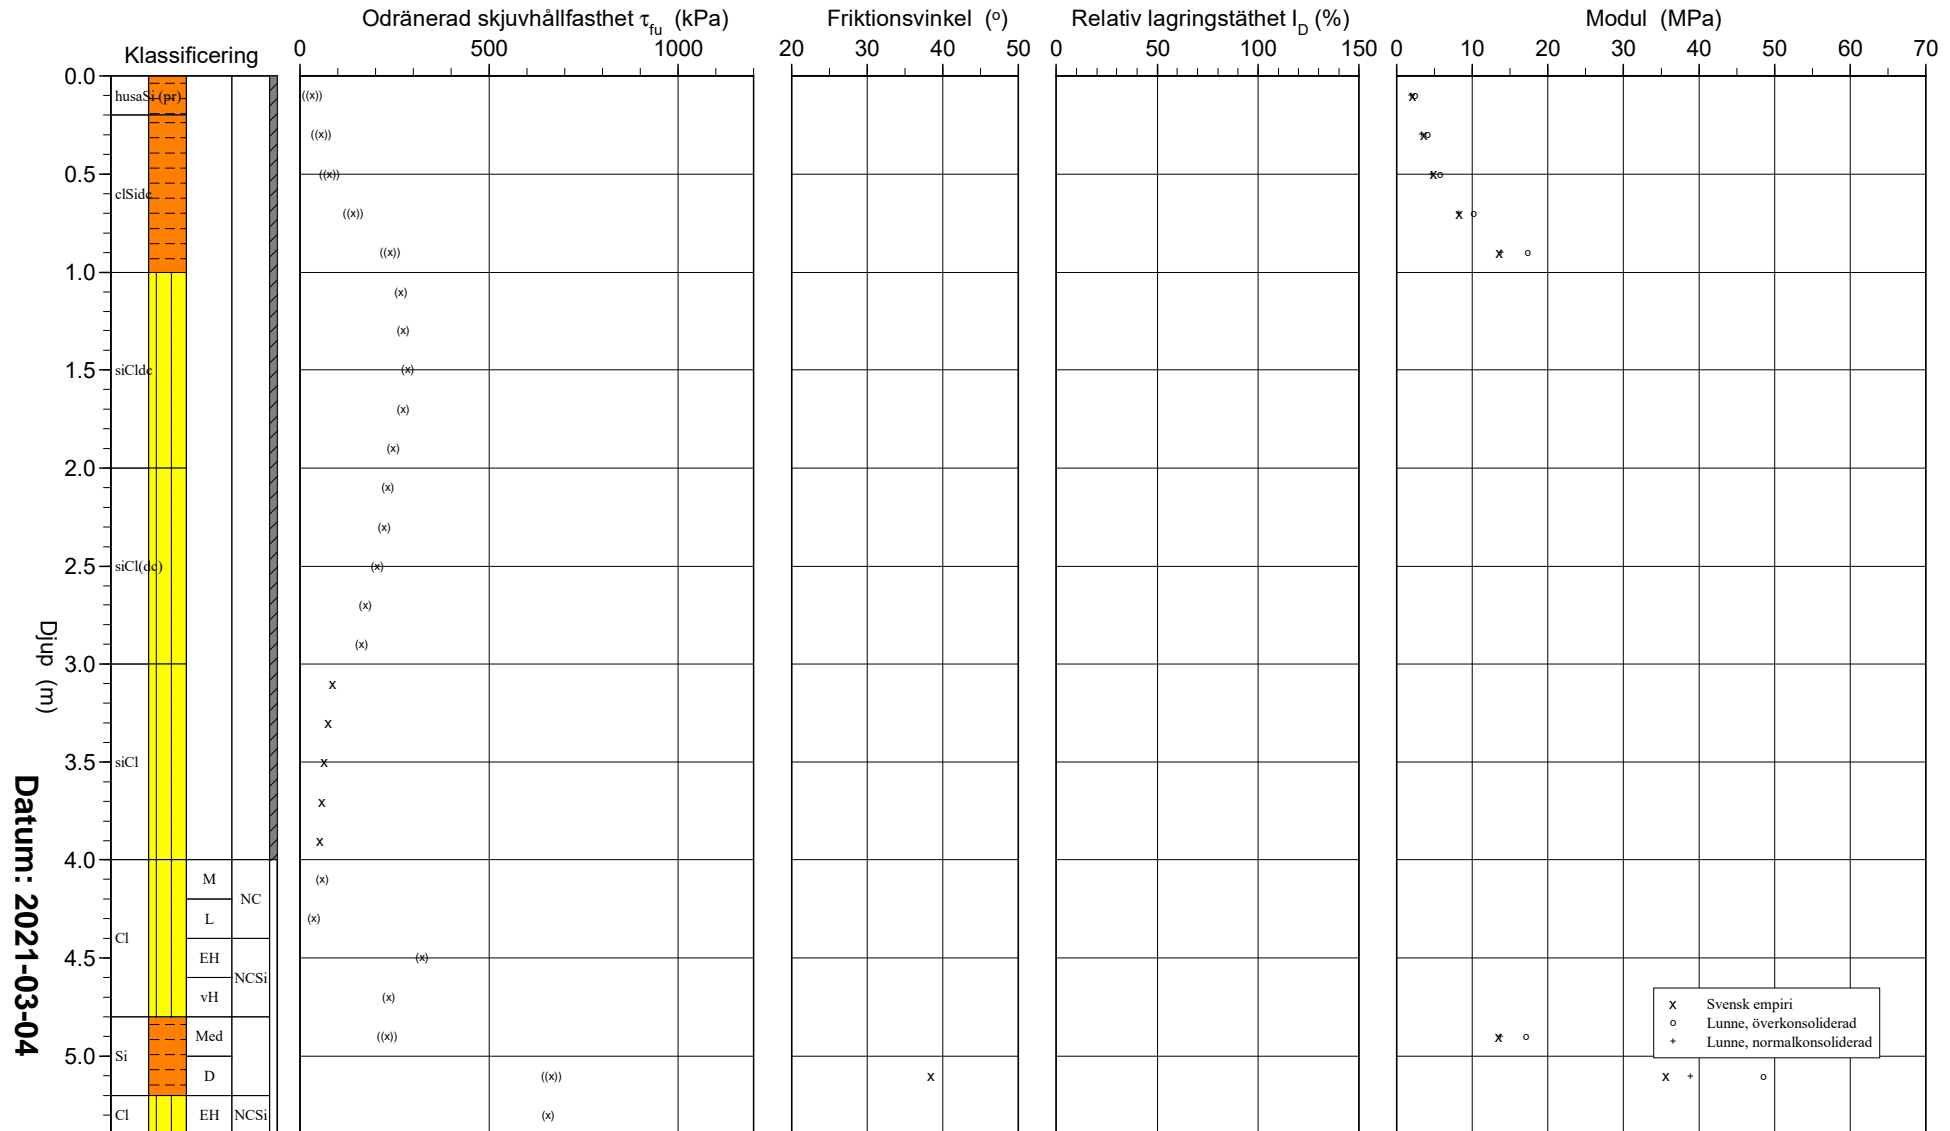 Odränerad skjuvhållfasthet τfu (kPa)
Friktionsvinkel (o)
Relativ lagringstäthet ID (%)
Modul (MPa)
Klassificering
0 500 1000
20 30 40 50
0 50 100 150
0 10 20 30 40 50 60 70
0.0
husaSi (pr)
((x))
((x))
0.5
((x))
clSidc
((x))
((x))
1.0
(x)
(x)
1.5
siCldc
(x)
(x)
(x)
2.0
(x)
(x)
2.5
siCl(dc)
(x)
(x)
(x)
3.0
x
x
3.5
siCl
x
x
x
4.0
M
(x)
NC
L
(x)
Cl
4.5
EH
(x)
NCSi
vH
(x)
Med
((x))
5.0
Si
D
((x))
Cl
EH
NCSi
(x)
Djup (m)
Datum: 2021-03-04
x Svensk empiri
o Lunne, överkonsoliderad
+ Lunne, normalkonsoliderad